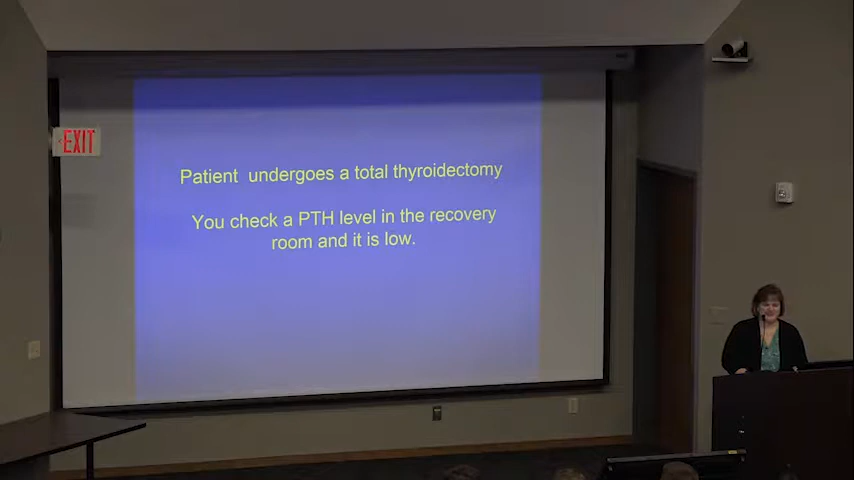 EXIT
Patient undergoes a total thyroidectomy
You check a PTH level in the recovery
room and it is low.